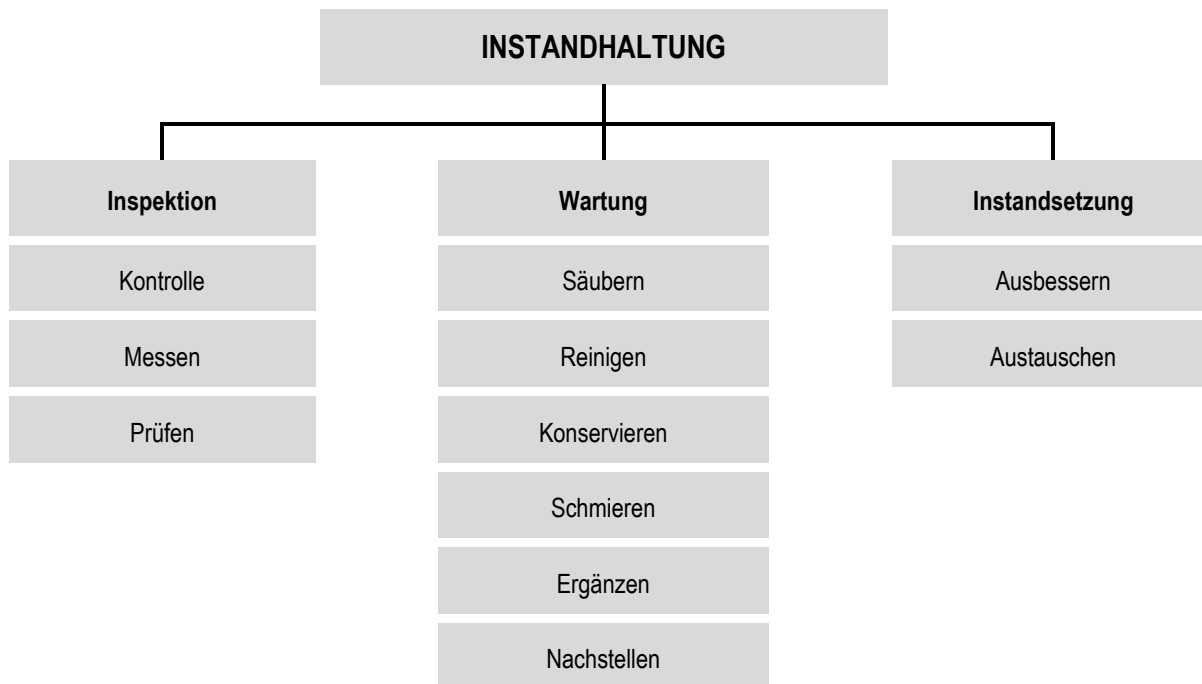 INSTANDHALTUNG
Inspektion
Kontrolle
Messen
Prüfen
Wartung
Säubern
Reinigen
Konservieren
Schmieren
Ergänzen
Nachstellen
Instandsetzung
Ausbessern
Austauschen